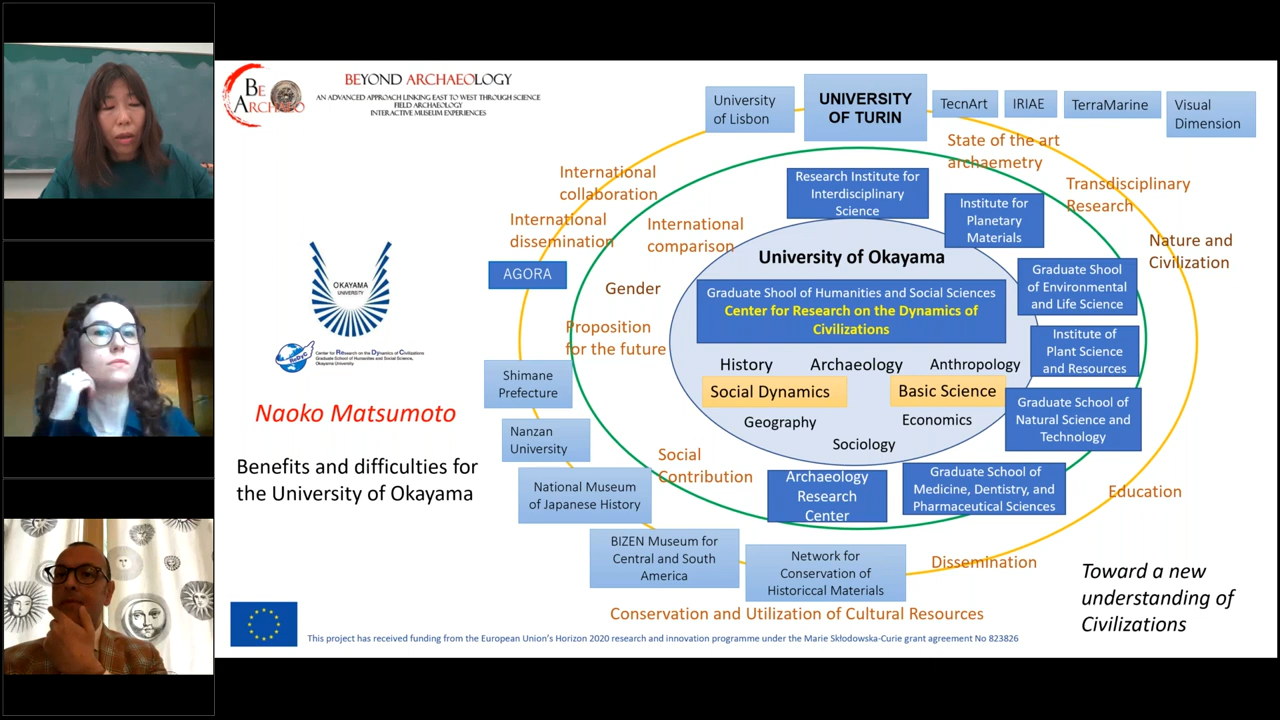 BE
ARCHAEO
BEYOND ARCHAEOLOGY
AN ADVANCED APPROACH LINKING EAST TO WEST THROUGH SCIENCE
FIELD ARCHAEOLOGY
INTERACTIVE MUSEUM EXPERIENCES
University
of Lisbon
UNIVERSITY
OF TURIN
TecnArt
IRIAE
TerraMarine
Visual
Dimension
State of the art
archaemetry
International
collaboration
Transdisciplinary
Research
Research Institute for
Interdisciplinary
Science
Institute for
Planetary
Materials
International
dissemination
International
comparison
Nature and
Civilization
AGORA
University of Okayama
Gender
Graduate Shool
of Environmental
and Life Science
Graduate Shool of Humanities and Social Sciences
Center for Research on the Dynamics of
Civilizations
OKAYAMA
UNIVERSITY
Proposition
for the future
Institute of
Plant Science
and Resources
ReDyC
Center for REsearch on the DYnamics of Civilizations
Graduate School of Humanities and Social Science,
Okayama University
History
Archaeology
Anthropology
Shimane
Prefecture
Social Dynamics
Basic Science
Naoko Matsumoto
Geography
Economics
Graduate School of
Natural Science and
Technology
Nanzan
University
Sociology
Benefits and difficulties for
the University of Okayama
Social
Contribution
Archaeology
Research
Center
Graduate School of
Medicine, Dentistry, and
Pharmaceutical Sciences
National Museum
of Japanese History
Education
BIZEN Museum for
Central and South
America
Network for
Conservation of
Historiccal Materials
Dissemination
Toward a new
understanding of
Civilizations
Conservation and Utilization of Cultural Resources
This project has received funding from the European Union's Horizon 2020 research and innovation programme under the Marie Skłodowska-Curie grant agreement No 823826